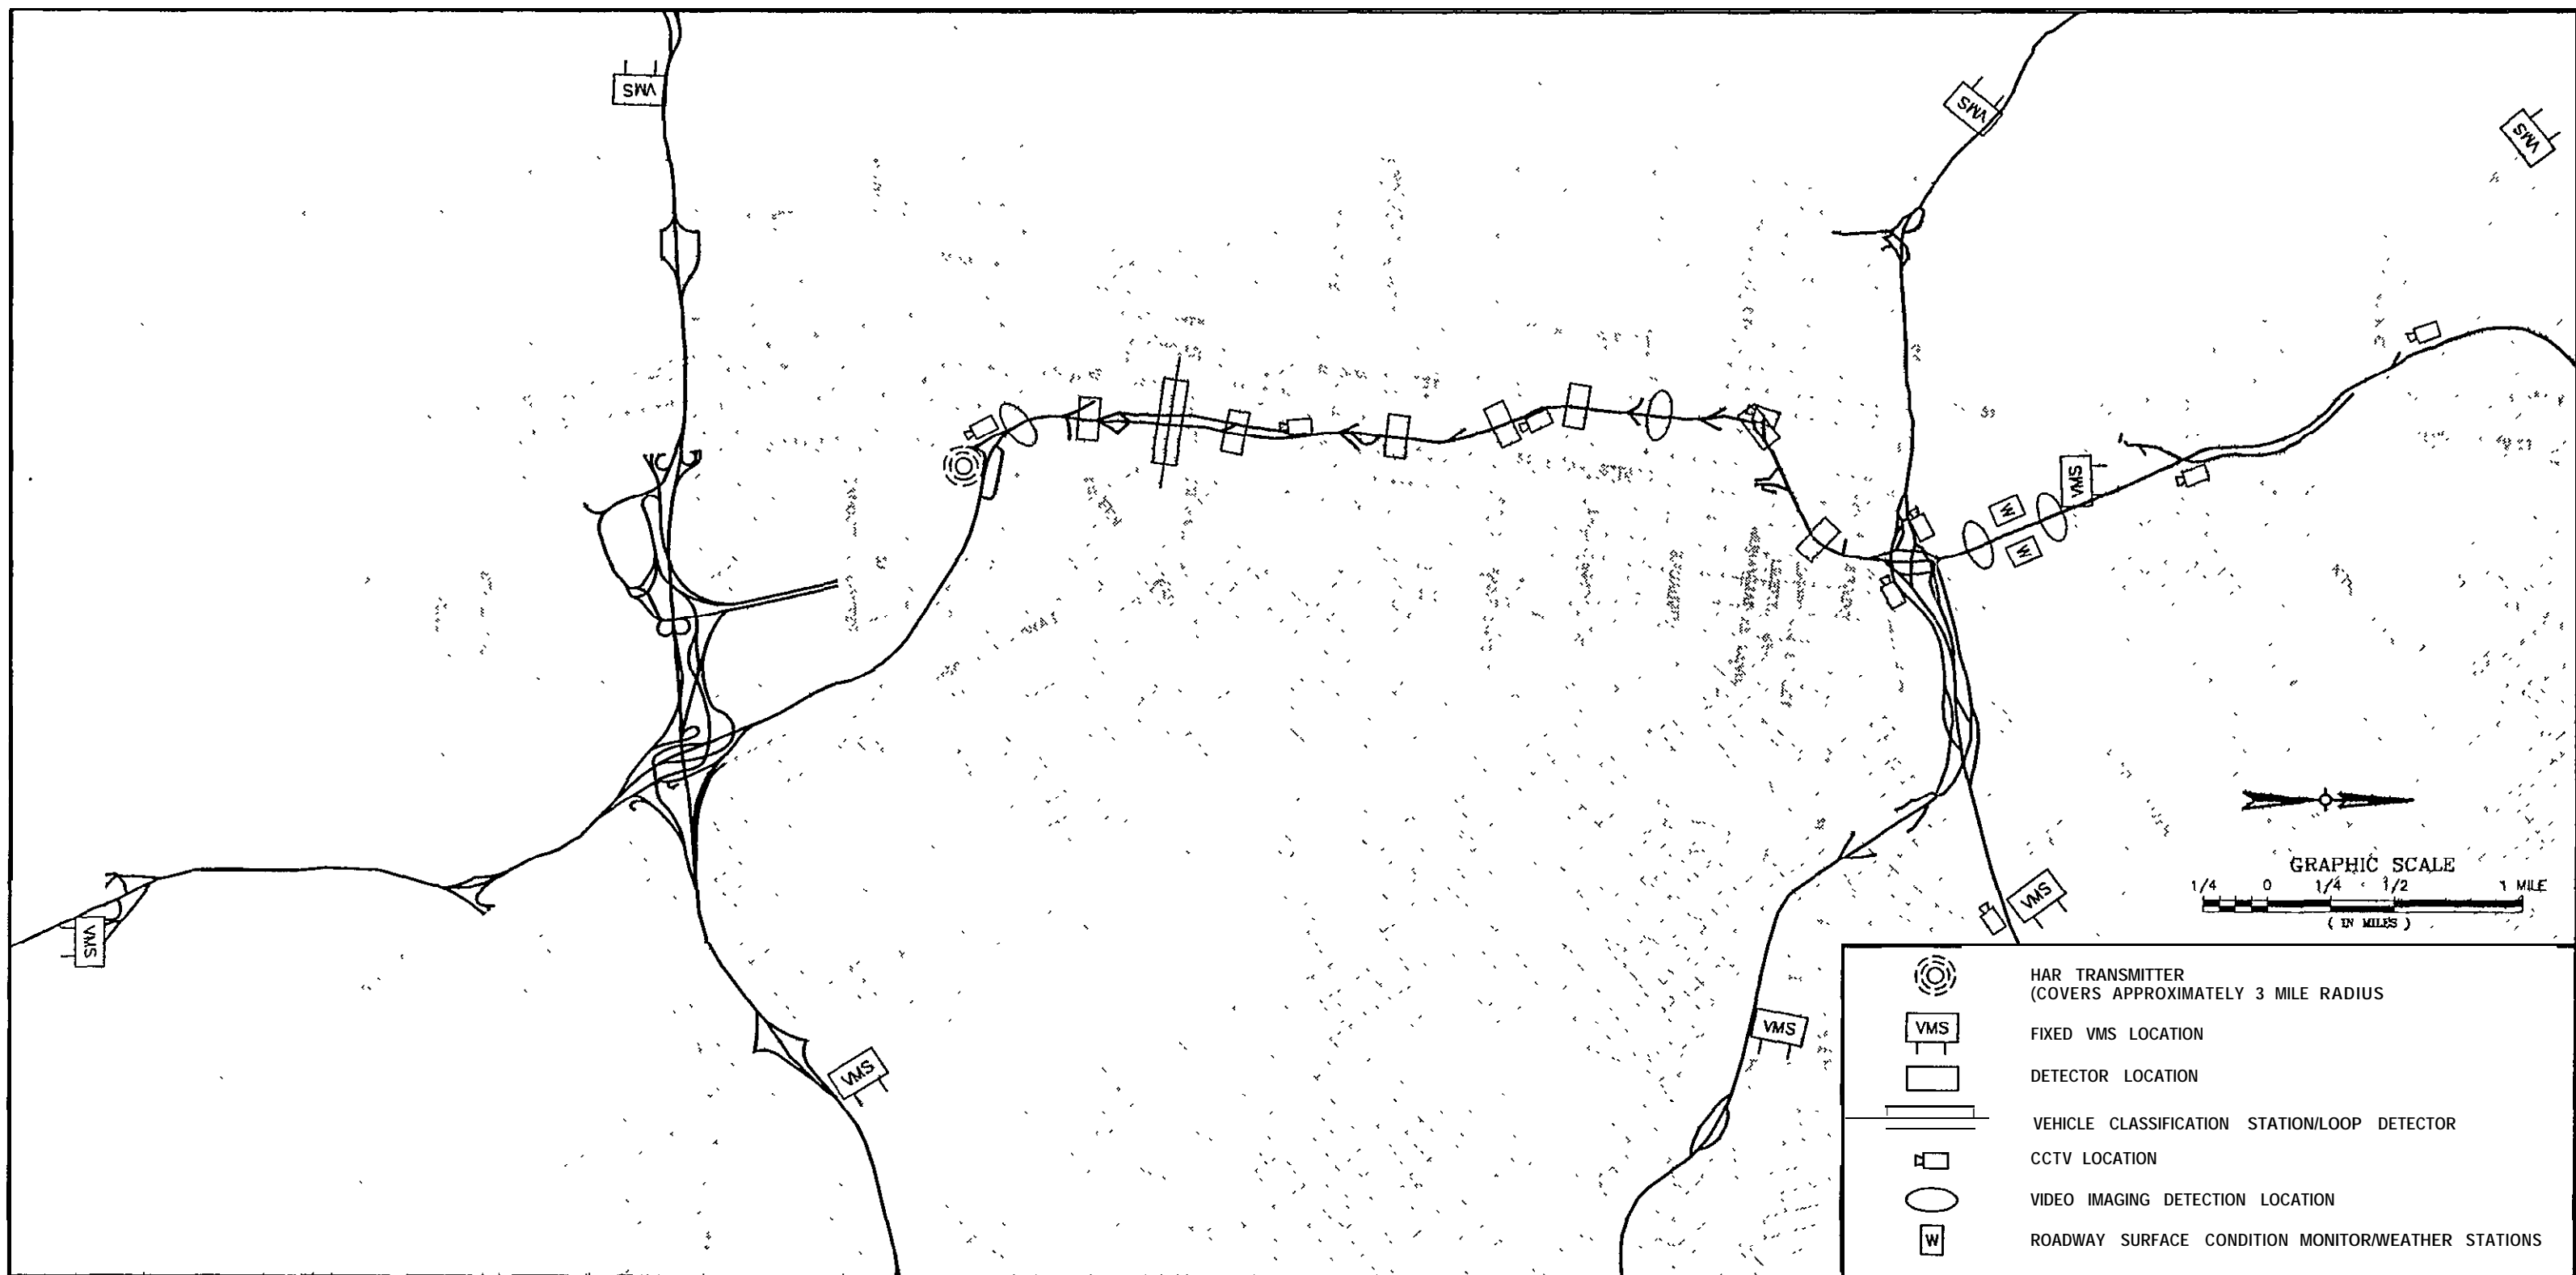 VMS
VMS
VMS
VMS
W
W
GRAPHIC SCALE
1/4 0 1/4 1/2 1 MILE
( IN MILES )
VMS
VMS
VMS
VMS
HAR TRANSMITTER
(COVERS APPROXIMATELY 3 MILE RADIUS
VMS FIXED VMS LOCATION
DETECTOR LOCATION
VEHICLE CLASSIFICATION STATION/LOOP DETECTOR
CCTV LOCATION
VIDEO IMAGING DETECTION LOCATION
W ROADWAY SURFACE CONDITION MONITOR/WEATHER STATIONS